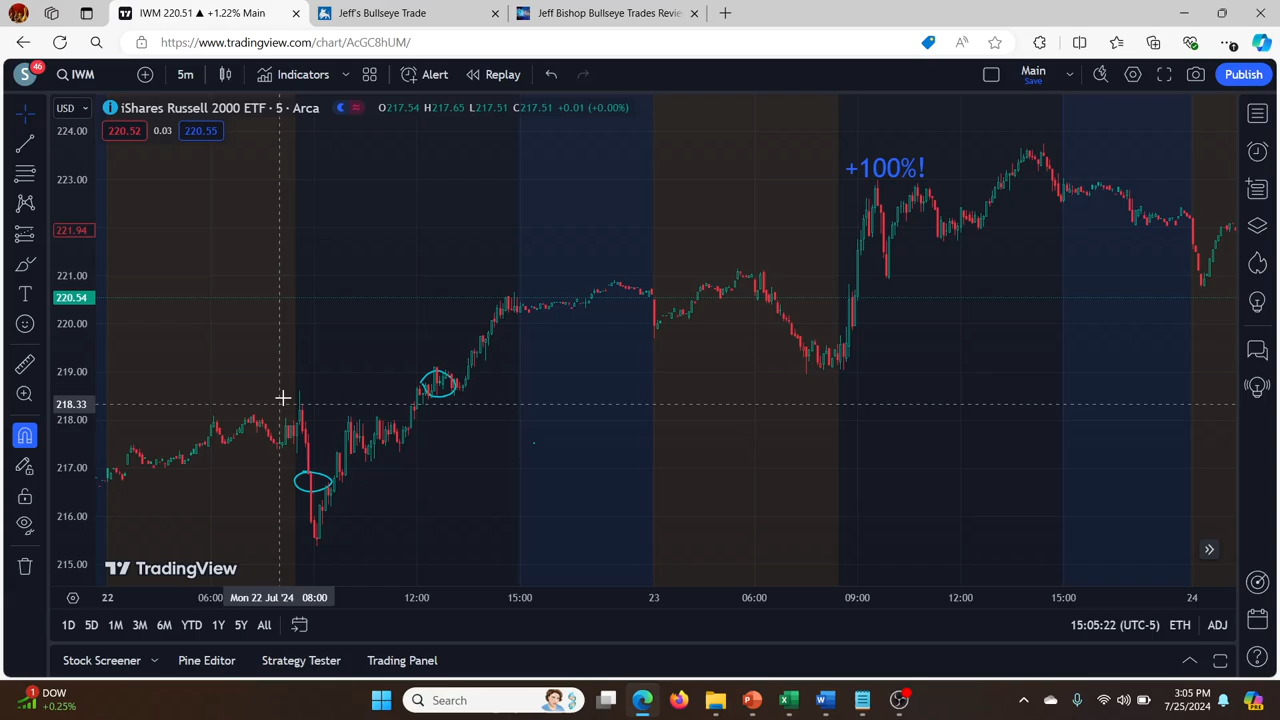 IWM 220.51 ▲ +1.22% Main
Jeff's Bullseye Trade
Jeff Bishop Bullseye Trades Revie
https://www.tradingview.com/chart/AcGC8hUM/
S 46
IWM
5m
Indicators
Alert
Replay
Main
Save
Publish
USD
iShares Russell 2000 ETF · 5 · Arca
O217.54 H217.65 L217.51 C217.51 +0.01 (+0.00%)
220.52 0.03 220.55
224.00
223.00
221.94
221.00
220.54
220.00
219.00
218.33
218.00
217.00
216.00
215.00
+100%!
TradingView
22
06:00
Mon 22 Jul '24 08:00
12:00
15:00
23
06:00
09:00
12:00
15:00
24
1D 5D 1M 3M 6M YTD 1Y 5Y All
15:05:22 (UTC-5) ETH ADJ
Stock Screener
Pine Editor
Strategy Tester
Trading Panel
1
DOW
+0.25%
Search
3:05 PM
7/25/2024